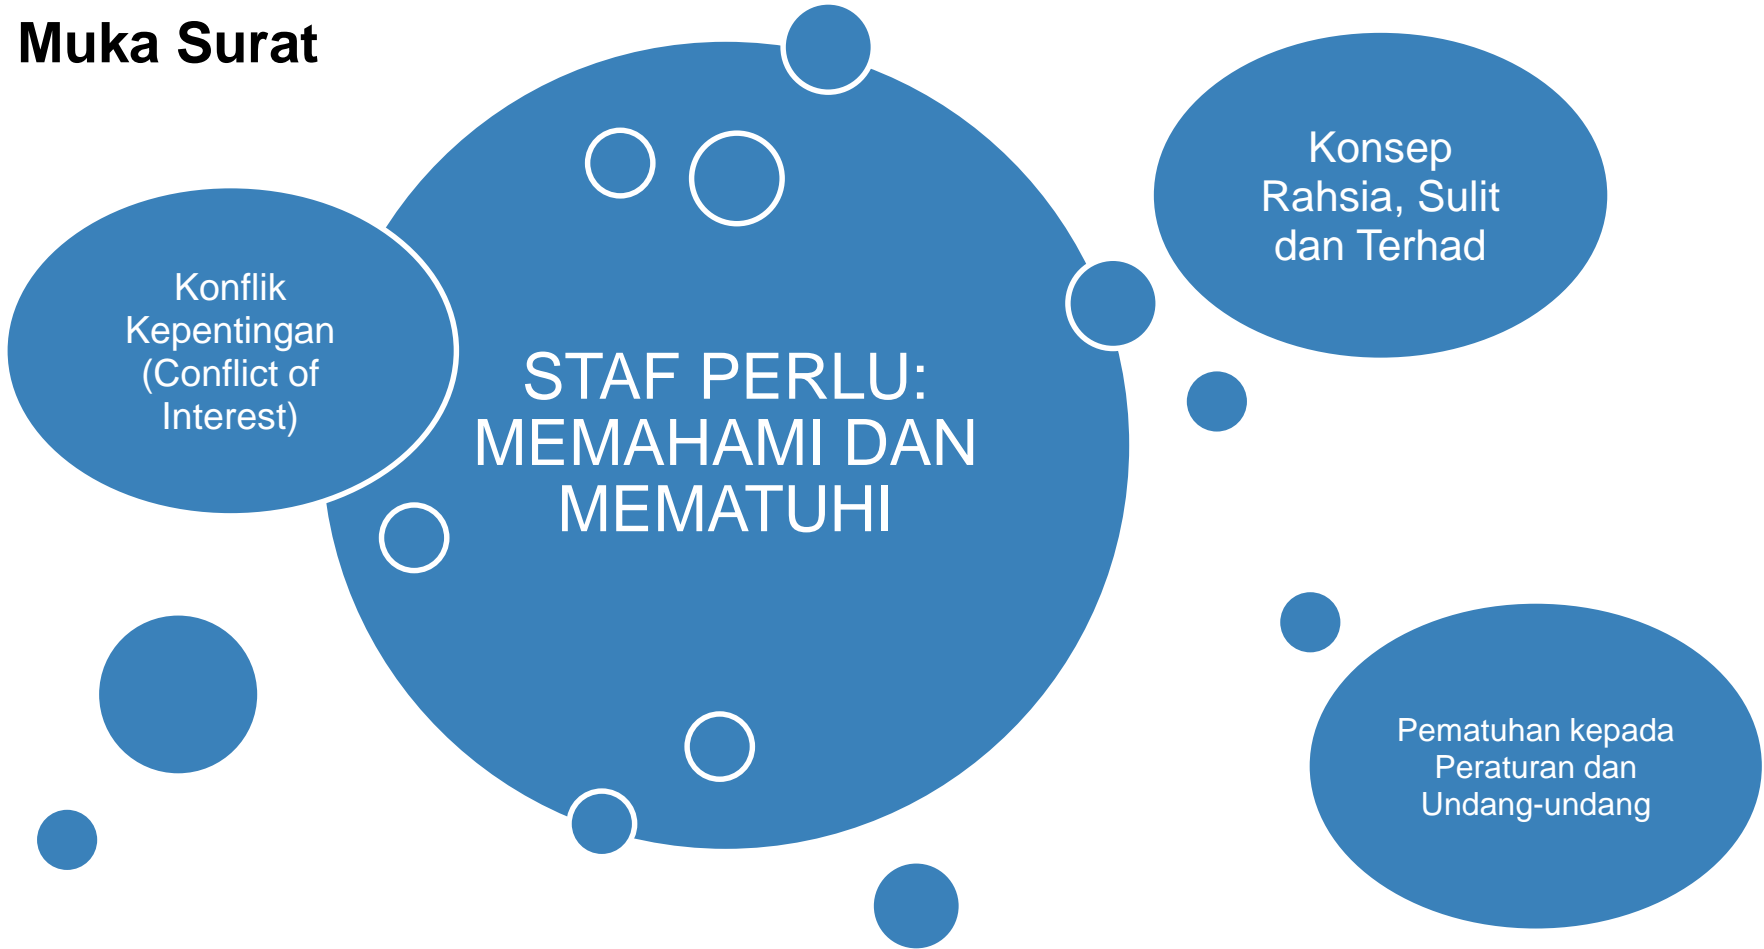 Muka Surat
Konflik
Kepentingan
(Conflict of
Interest)
STAF PERLU:
MEMAHAMI DAN
MEMATUHI
Konsep
Rahsia, Sulit
dan Terhad
Pematuhan kepada
Peraturan dan
Undang-undang